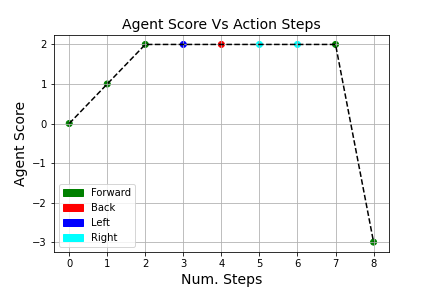 Agent Score Vs Action Steps
Agent Score
2
1
0
−1
−2
−3
Forward
Back
Left
Right
0 1 2 3 4 5 6 7 8
Num. Steps